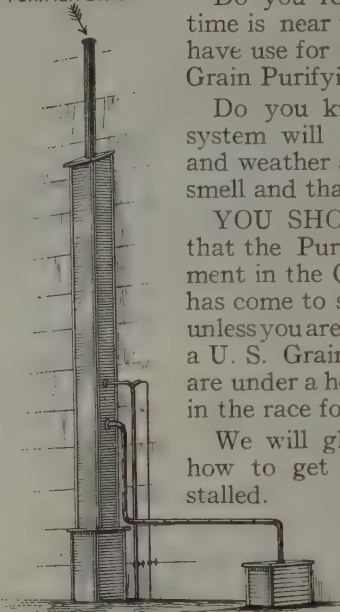 Do you
time is near
have use for
Grain Purifyi
Do you k
system will
and weather
smell and tha
YOU SHO
that the Pur
ment in the
has come to s
unless you are
a U. S. Grain
are under a h
in the race fo
We will gl
how to get
stalled.